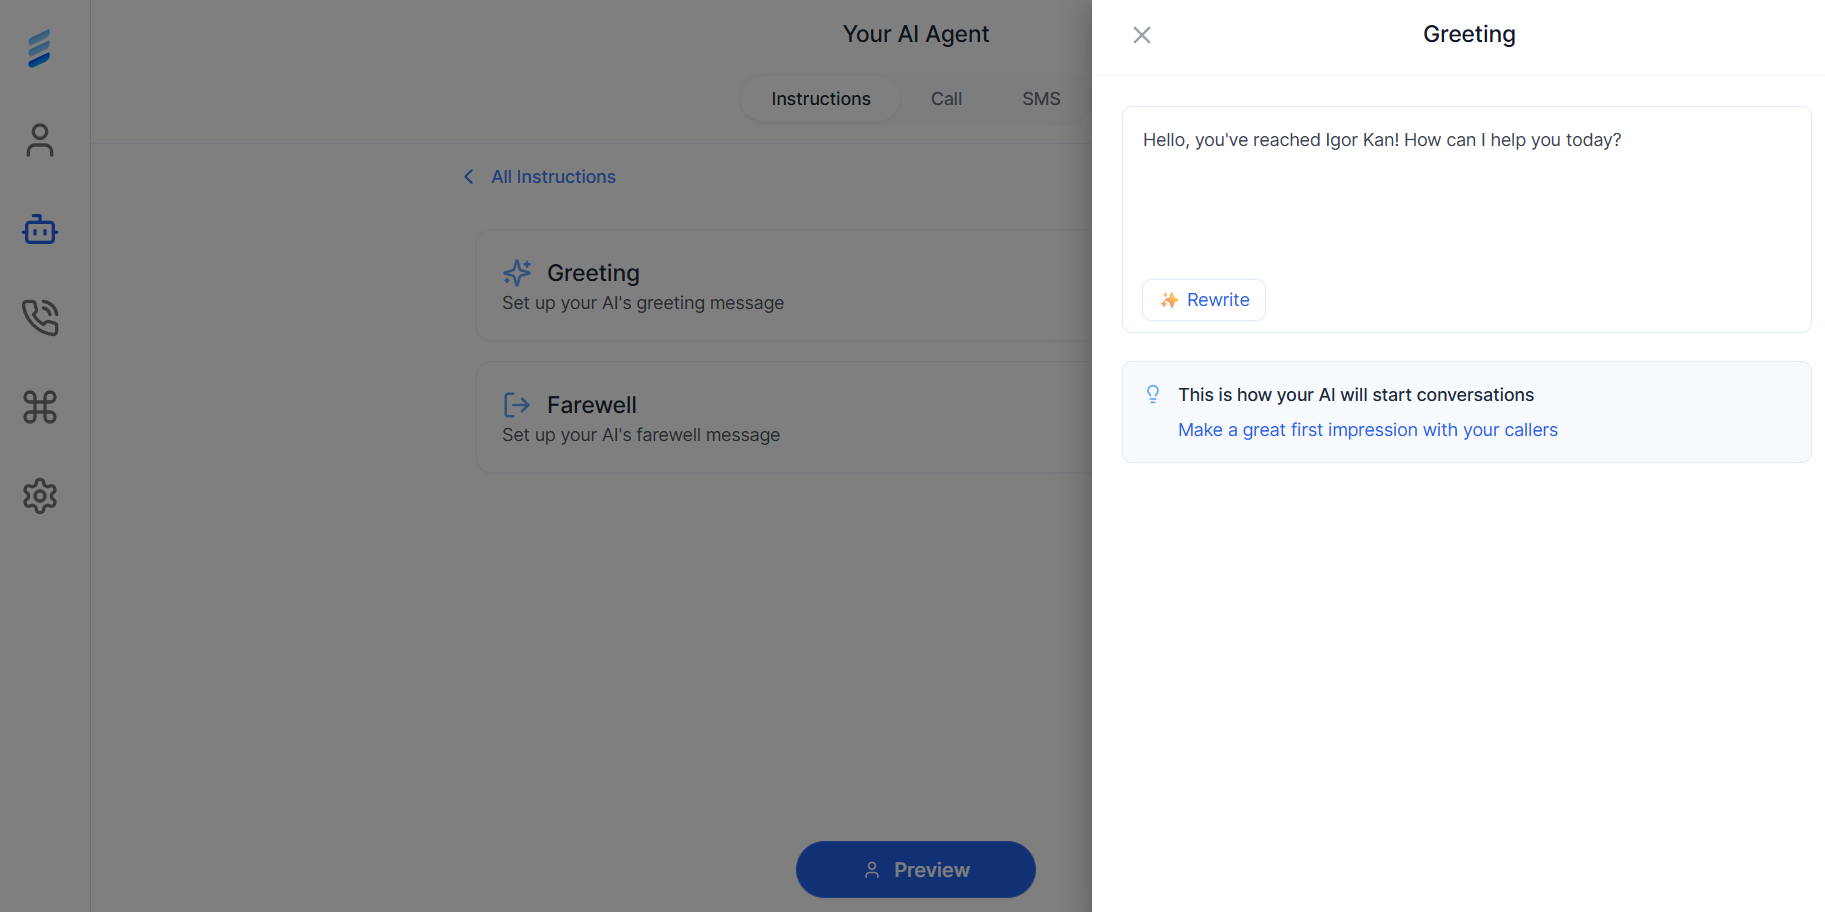 Your AI Agent
Instructions
Call
SMS
All Instructions
Greeting
Set up your AI's greeting message
Farewell
Set up your AI's farewell message
Preview
Greeting
Hello, you've reached Igor Kan! How can I help you today?
Rewrite
This is how your AI will start conversations
Make a great first impression with your callers